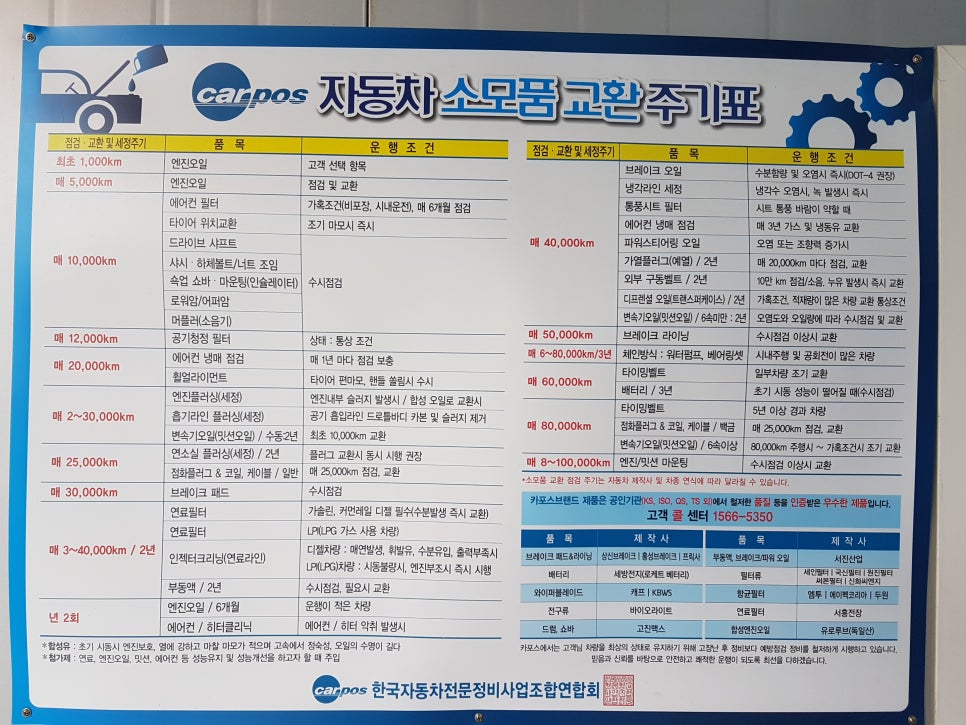 carpos 자동차 소모품 교환 주기표
점검·교환 및 세정주기 품 목 운 행 조 건
최초 1,000km 엔진오일 고객 선택 항목
매 5,000km 엔진오일 점검 및 교환
매 10,000km
에어컨 필터 가혹조건(비포장, 시내운전), 매 6개월 점검
타이어 위치교환 조기 마모시 즉시
드라이브 샤프트
샤시·하체볼트/너트 조임
쇽업 쇼바·마운팅(인슐레이터) 수시점검
로워암/어퍼암
머플러(소음기)
매 12,000km 공기청정 필터 상태 : 통상 조건
매 20,000km
에어컨 냉매 점검 매 1년 마다 점검 보충
휠얼라이먼트 타이어 편마모, 핸들 쏠림시 수시
매 2~30,000km
엔진플러싱(세정) 엔진내부 슬러지 발생시 / 합성 오일로 교환시
흡기라인 플러싱(세정) 공기 흡입라인 드로틀바디 카본 및 슬러지 제거
변속기오일(밋션오일) / 수동:2년 최초 10,000km 교환
매 25,000km
연소실 플러싱(세정) / 2년 플러그 교환시 동시 시행 권장
점화플러그 & 코일, 케이블 / 일반 매 25,000km 점검, 교환
매 30,000km 브레이크 패드 수시점검
매 3~40,000km / 2년
연료필터 가솔린, 커먼레일 디젤 필수(수분발생 즉시 교환)
연료필터 LPI(LPG 가스 사용 차량)
인젝터크리닝(연료라인) 디젤차량 : 매연발생, 휘발유, 수분유입, 출력부족시
LPI(LPG)차량 : 시동불량시, 엔진부조시 즉시 시행
부동액 / 2년 수시점검, 필요시 교환
년 2회
엔진오일 / 6개월 운행이 적은 차량
에어컨 / 히터클리닉 에어컨 / 히터 악취 발생시
*합성유 : 초기 시동시 엔진보호, 열에 강하고 마찰 마모가 적으며 고속에서 정숙성, 오일의 수명이 길다
*첨가제 : 연료, 엔진오일, 밋션, 에어컨 등 성능유지 및 성능개선을 하고자 할 때 주입
점검·교환 및 세정주기 품 목 운 행 조 건
매 40,000km
브레이크 오일 수분함량 및 오염시 즉시(DOT-4 권장)
냉각라인 세정 냉각수 오염시, 녹 발생시 즉시
통풍시트 필터 시트 통풍 바람이 약할 때
에어컨 냉매 점검 매 3년 가스 및 냉동유 교환
파워스티어링 오일 오염 또는 조향력 증가시
가열플러그(예열) / 2년 매 20,000km 마다 점검, 교환
외부 구동벨트 / 2년 10만 km 점검/소음, 누유 발생시 즉시 교환
디프렌셜 오일(트랜스퍼케이스) / 2년 가혹조건, 적재량이 많은 차량 교환 통상조건
변속기오일(밋션오일) / 6속미만 : 2년 오염도와 오일량에 따라 수시점검 및 교환
매 50,000km 브레이크 라이닝 수시점검 이상시 교환
매 6~80,000km/3년 체인방식 : 워터펌프, 베어링셋 시내주행 및 공회전이 많은 차량
매 60,000km
타이밍벨트 일부차량 조기 교환
배터리 / 3년 초기 시동 성능이 떨어질 때(수시점검)
매 80,000km
타이밍벨트 5년 이상 경과 차량
점화플러그 & 코일, 케이블 / 백금 매 25,000km 점검, 교환
변속기오일(밋션오일) / 6속이상 80,000km 주행시 ~ 가혹조건시 조기 교환
매 8~100,000km 엔진/밋션 마운팅 수시점검 이상시 교환
*소모품 교환 점검 주기는 자동차 제작사 및 차종 연식에 따라 달라질 수 있습니다.
카포스브랜드 제품은 공인기관(KS, ISO, QS, TS 외)에서 철저한 품질 등을 인증받은 우수한 제품입니다.
고객 콜 센터 1566-5350
품 목 제 작 사 품 목 제 작 사
브레이크 패드&라이닝 상신브레이크 | 홍성브레이크 | 프릭사 부동액, 브레이크/파워 오일 서진산업
배터리 세방전지(로케트 베터리) 필터류 세인필터 | 국신필터 | 원진필터
써론필터 | 신화씨엔지
와이퍼블레이드 캐프 | KBWS 항균필터 엠투 | 에이펙코리아 | 두원
전구류 바이오라이트 연료필터 서흥전장
드럼, 쇼바 고진맥스 합성엔진오일 유로루브(독일산)
카포스에서는 고객님 차량을 최상의 상태로 유지하기 위해 고장난 후 정비보다 예방점검 정비를 철저하게 시행하고 있습니다.
믿음과 신뢰를 바탕으로 안전하고 쾌적한 운행이 되도록 최선을 다하겠습니다.
carpos 한국자동차전문정비사업조합연합회